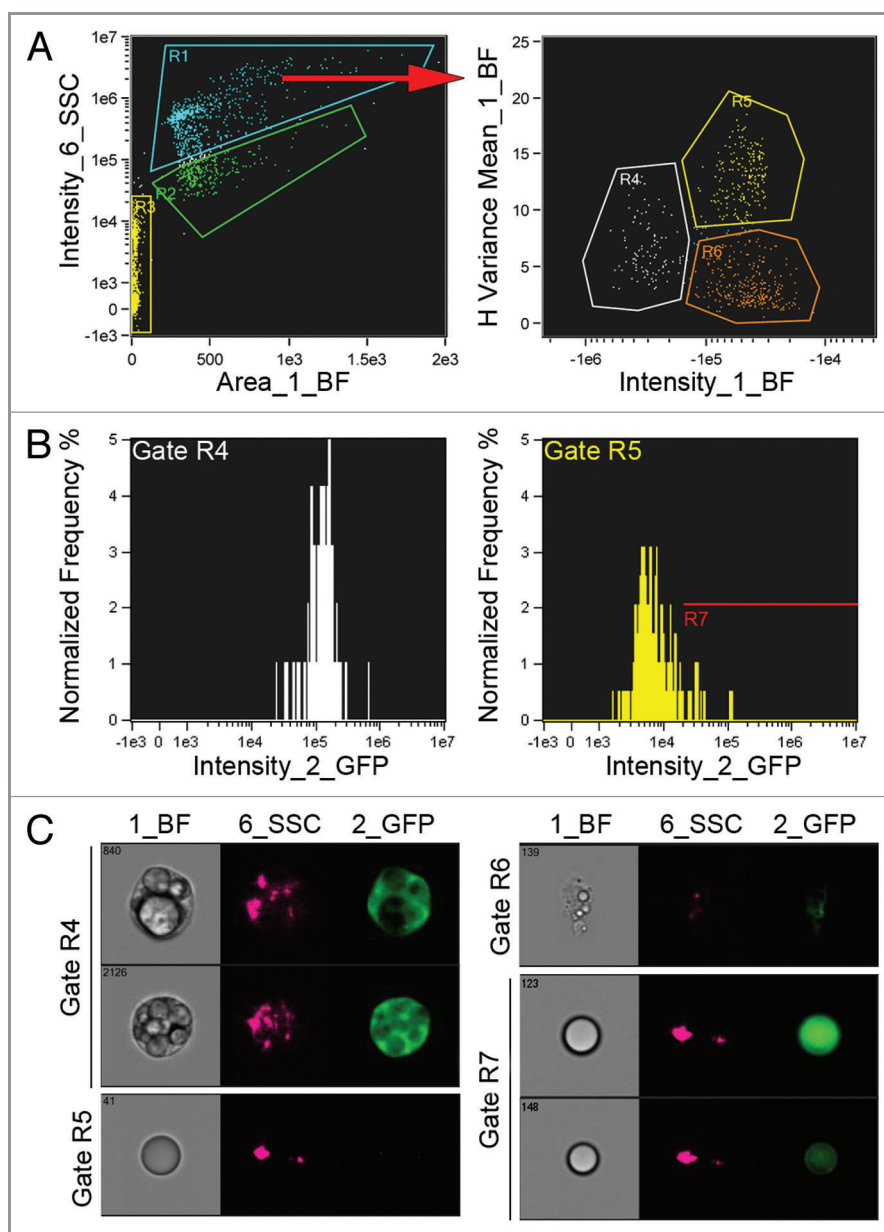 A
Intensity_6_SSC
1e7
1e6
1e5
1e4
1e3
0
-1e3
R1
R2
R3
0 500 1e3 1.5e3 2e3
Area_1_BF
H Variance Mean_1_BF
25
20
15
10
5
0
R5
R4
R6
-1e6 -1e5 -1e4
Intensity_1_BF
B
Normalized Frequency %
5
4
3
2
1
0
Gate R4
-1e3 0 1e3 1e4 1e5 1e6 1e7
Intensity_2_GFP
Normalized Frequency %
5
4
3
2
1
0
Gate R5
R7
-1e3 0 1e3 1e4 1e5 1e6 1e7
Intensity_2_GFP
C
1_BF 6_SSC 2_GFP
Gate R4
840
2126
Gate R5
41
1_BF 6_SSC 2_GFP
Gate R6
139
Gate R7
123
148